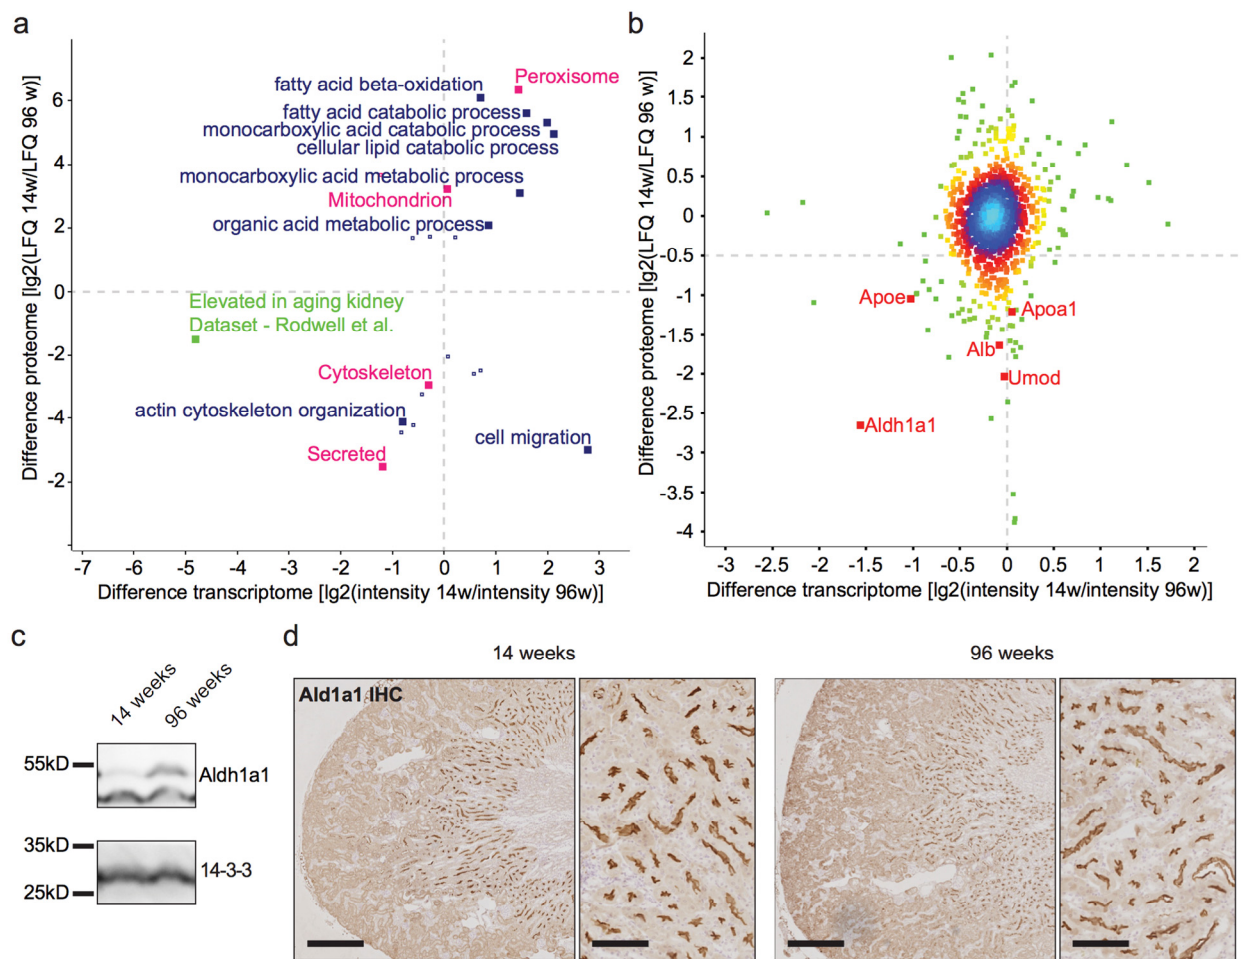 a
Difference proteome [lg2(LFQ 14w/LFQ 96 w)]
6
4
2
0
-2
-4
-2
fatty acid beta-oxidation
Peroxisome
fatty acid catabolic process
monocarboxylic acid catabolic process
cellular lipid catabolic process
monocarboxylic acid metabolic process
Mitochondrion
organic acid metabolic process
Elevated in aging kidney
Dataset - Rodwell et al.
Cytoskeleton
actin cytoskeleton organization
cell migration
Secreted
-7 -6 -5 -4 -3 -2 -1 0 1 2 3
Difference transcriptome [lg2(intensity 14w/intensity 96w)]
b
Difference proteome [lg2(LFQ 14w/LFQ 96 w)]
2
1.5
1
0.5
0
-0.5
-1
-1.5
-2
-2.5
-3
-3.5
-4
Apoe
Apoa1
Alb
Umod
Aldh1a1
-3 -2.5 -2 -1.5 -1 -0.5 0 0.5 1 1.5 2
Difference transcriptome [lg2(intensity 14w/intensity 96w)]
c
14 weeks
96 weeks
55kD
Aldh1a1
35kD
14-3-3
25kD
d
14 weeks
96 weeks
Ald1a1 IHC